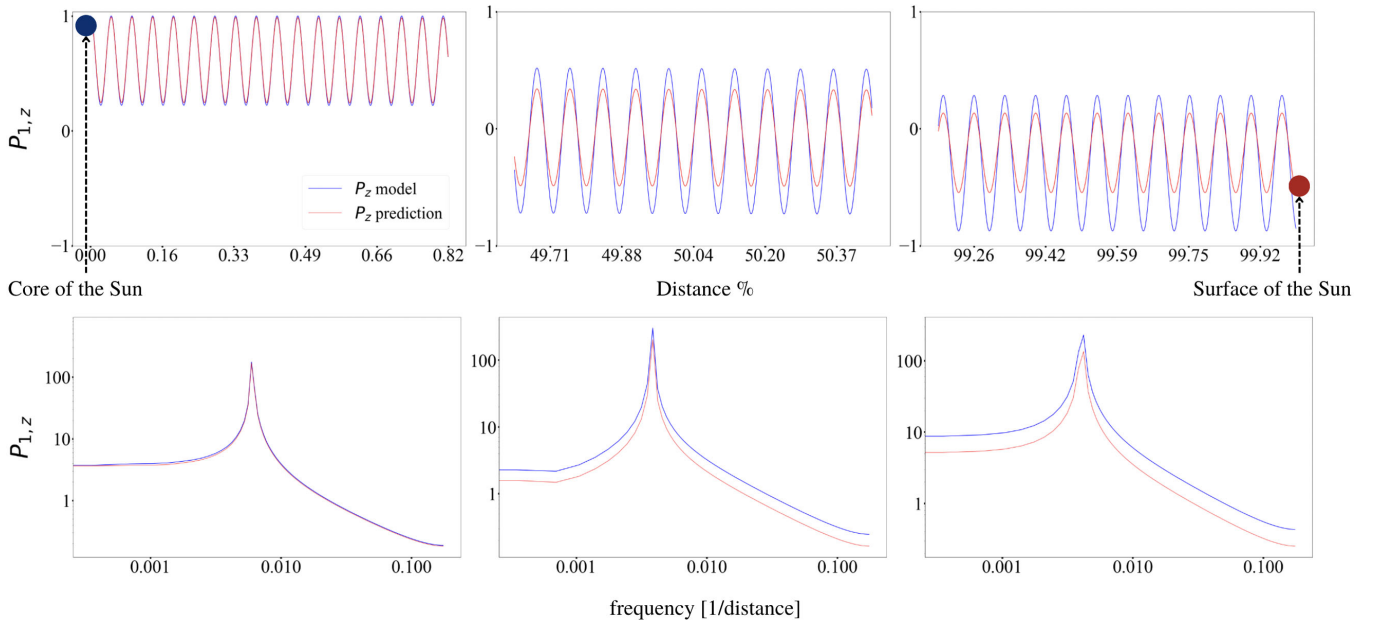 1
0
−1
P1,z
Pz model
Pz prediction
0.00 0.16 0.33 0.49 0.66 0.82
Core of the Sun
1
0
−1
49.71 49.88 50.04 50.20 50.37
Distance %
1
0
−1
99.26 99.42 99.59 99.75 99.92
Surface of the Sun
P1,z
100
10
1
0.001 0.010 0.100
100
10
1
0.001 0.010 0.100
frequency [1/distance]
100
10
1
0.001 0.010 0.100